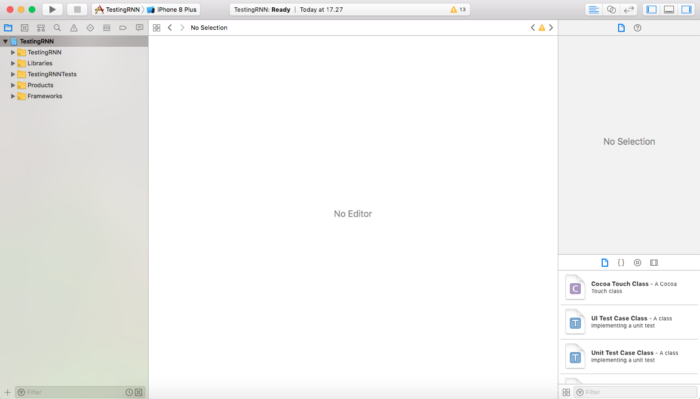 TestingRNN
iPhone 8 Plus
TestingRNN: Ready
Today at 17.27
13
No Selection
TestingRNN
TestingRNN
Libraries
TestingRNNTests
Products
Frameworks
No Editor
No Selection
{}
C
Cocoa Touch Class - A Cocoa
Touch class
T
UI Test Case Class - A class
implementing a unit test
T
Unit Test Case Class - A class
implementing a unit test
Filter
Filter